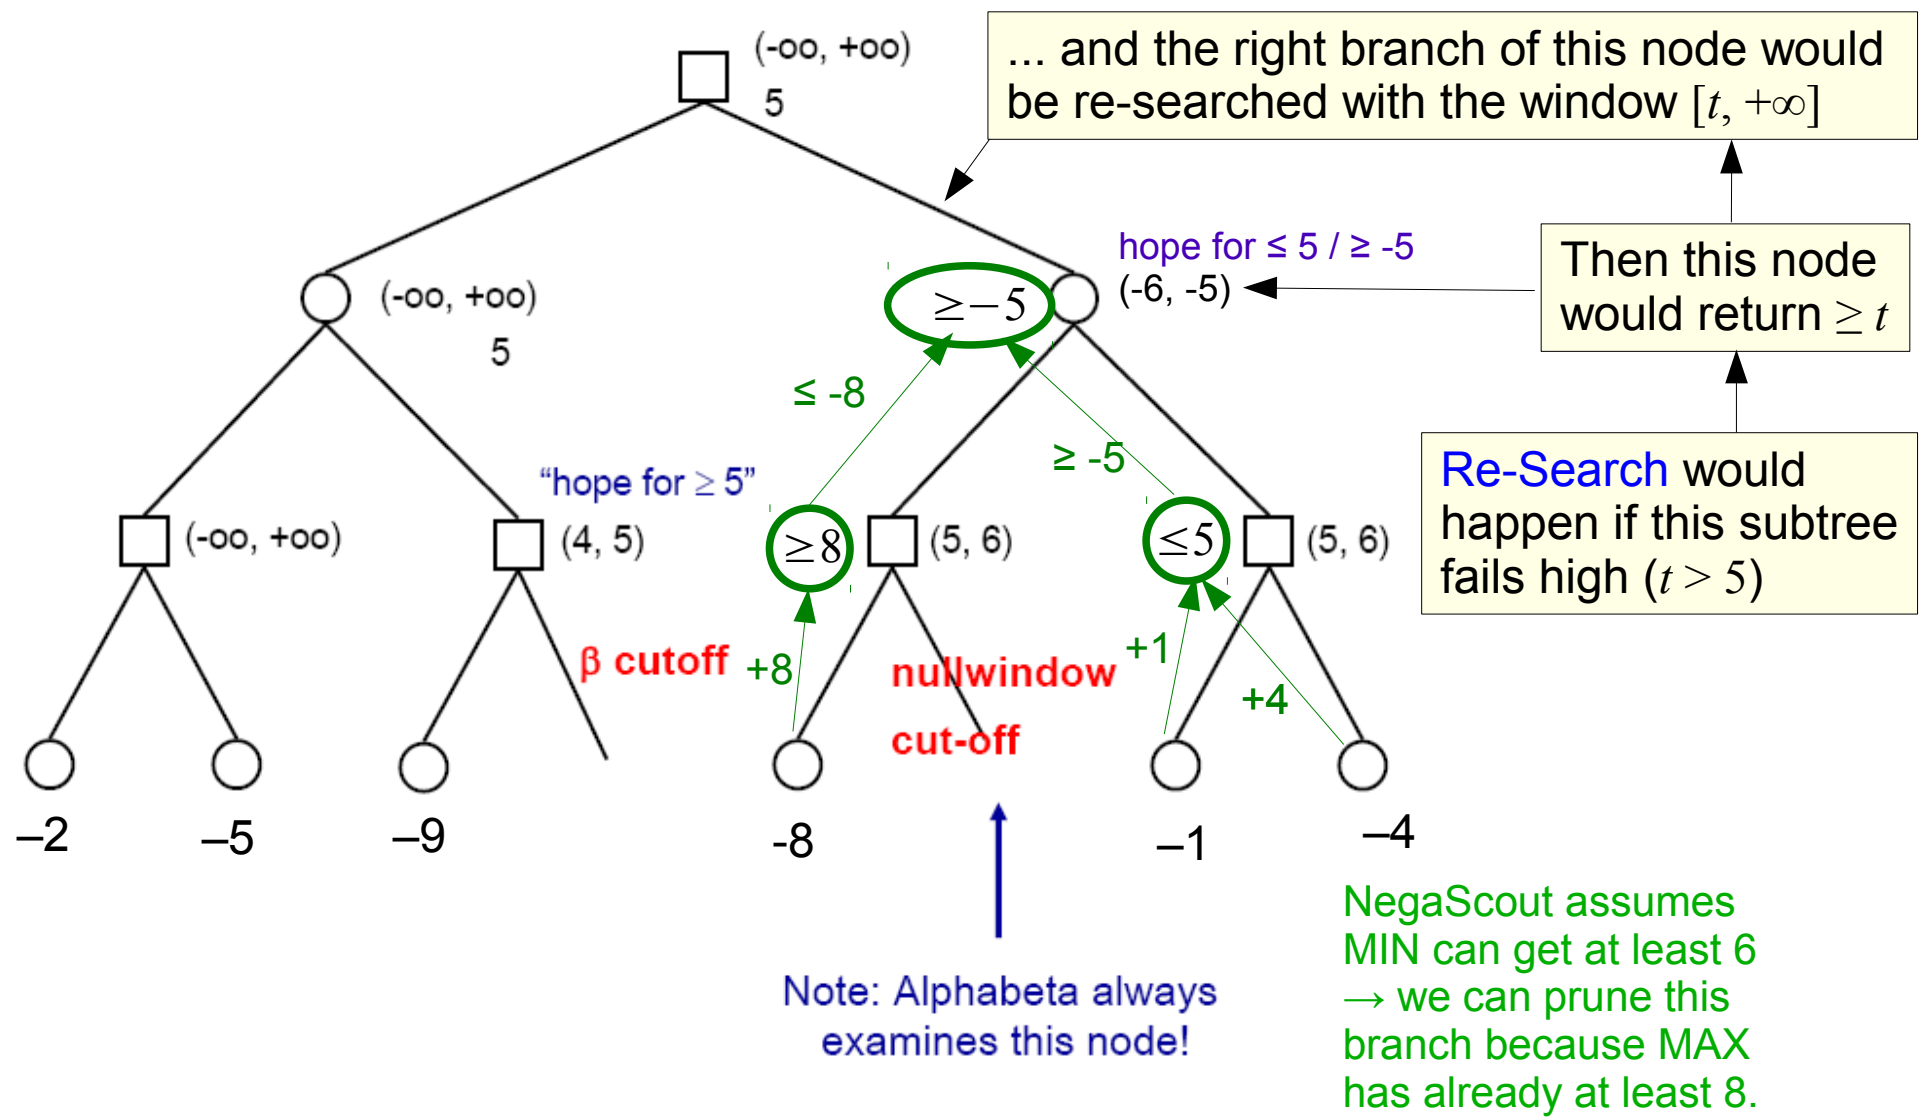 (-oo, +oo)
5
... and the right branch of this node would
be re-searched with the window [t, +∞]
hope for ≤ 5 / ≥ -5
(-6, -5)
≥−5
(-oo, +oo)
5
Then this node
would return ≥ t
≤ -8
≥ -5
Re-Search would
happen if this subtree
fails high (t > 5)
“hope for ≥ 5”
(-oo, +oo)
(4, 5)
≥8
(5, 6)
≤5
(5, 6)
β cutoff
+8
nullwindow
cut-off
+1
+4
–2
–5
–9
-8
–1
–4
Note: Alphabeta always
examines this node!
NegaScout assumes
MIN can get at least 6
→ we can prune this
branch because MAX
has already at least 8.